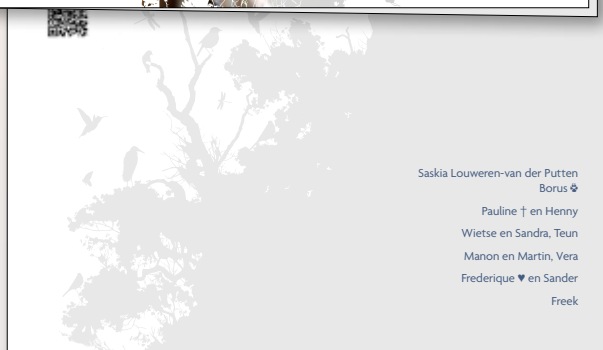 Saskia Louweren-van der Putten
Borus 🐾
Pauline † en Henny
Wietse en Sandra, Teun
Manon en Martin, Vera
Frederique ♥ en Sander
Freek